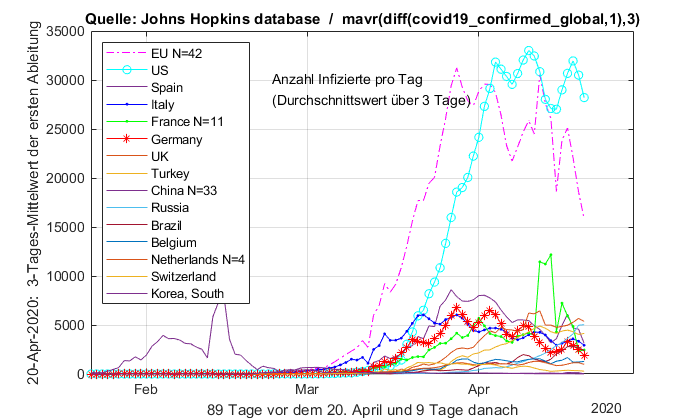 Quelle: Johns Hopkins database / mavr(diff(covid19_confirmed_global,1),3)
20-Apr-2020: 3-Tages-Mittelwert der ersten Ableitung
35000
30000
25000
20000
15000
10000
5000
0
EU N=42
US
Spain
Italy
France N=11
Germany
UK
Turkey
China N=33
Russia
Brazil
Belgium
Netherlands N=4
Switzerland
Korea, South
Anzahl Infizierte pro Tag
(Durchschnittswert über 3 Tage)
Feb
Mar
Apr
2020
89 Tage vor dem 20. April und 9 Tage danach